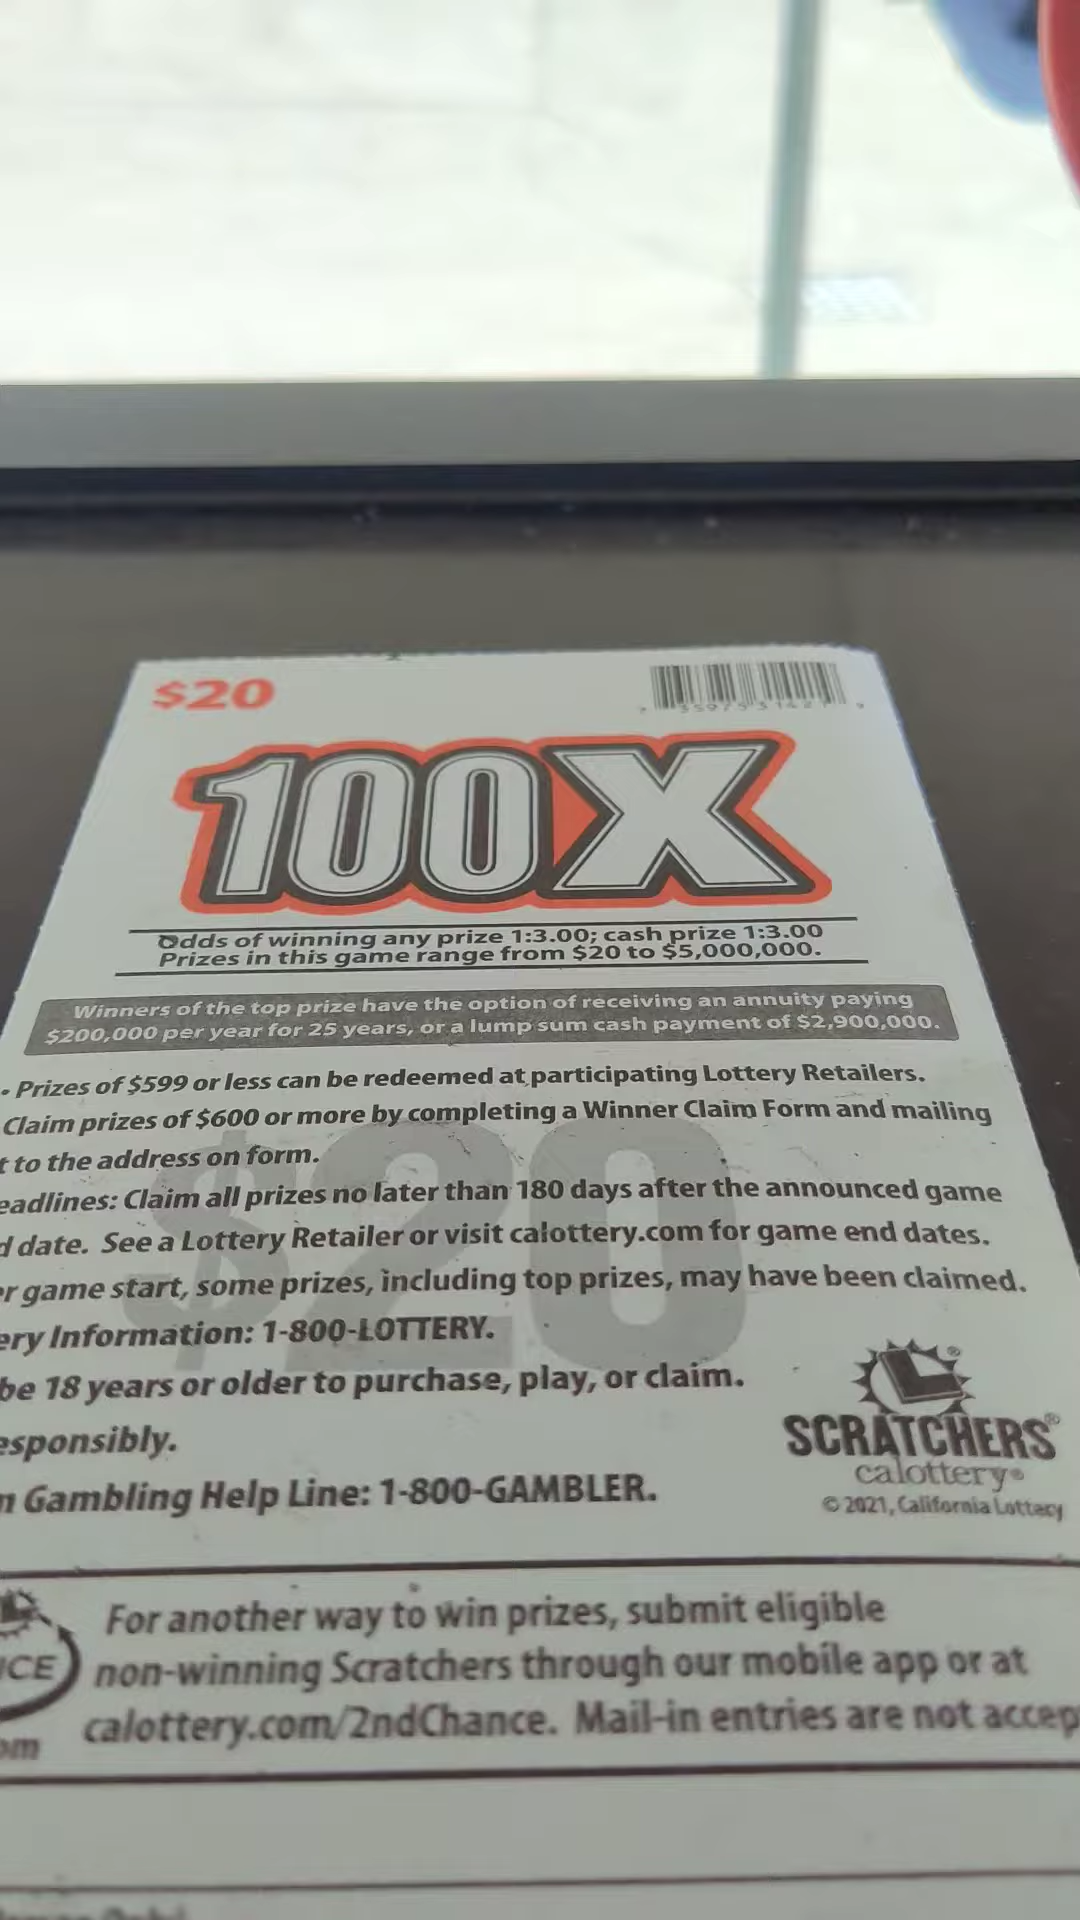 $20
100X
Odds of winning any prize 1:3.00; cash prize 1:3.00
Prizes in this game range from $20 to $5,000,000.
Winners of the top prize have the option of receiving an annuity paying
$200,000 per year for 25 years, or a lump sum cash payment of $2,900,000.
• Prizes of $599 or less can be redeemed at participating Lottery Retailers.
Claim prizes of $600 or more by completing a Winner Claim Form and mailing
t to the address on form.
eadlines: Claim all prizes no later than 180 days after the announced game
d date. See a Lottery Retailer or visit calottery.com for game end dates.
er game start, some prizes, including top prizes, may have been claimed.
ery Information: 1-800-LOTTERY.
be 18 years or older to purchase, play, or claim.
esponsibly.
n Gambling Help Line: 1-800-GAMBLER.
$20
SCRATCHERS®
calottery®
© 2021, California Lottery
For another way to win prizes, submit eligible
non-winning Scratchers through our mobile app or at
calottery.com/2ndChance. Mail-in entries are not accep
NCE
om